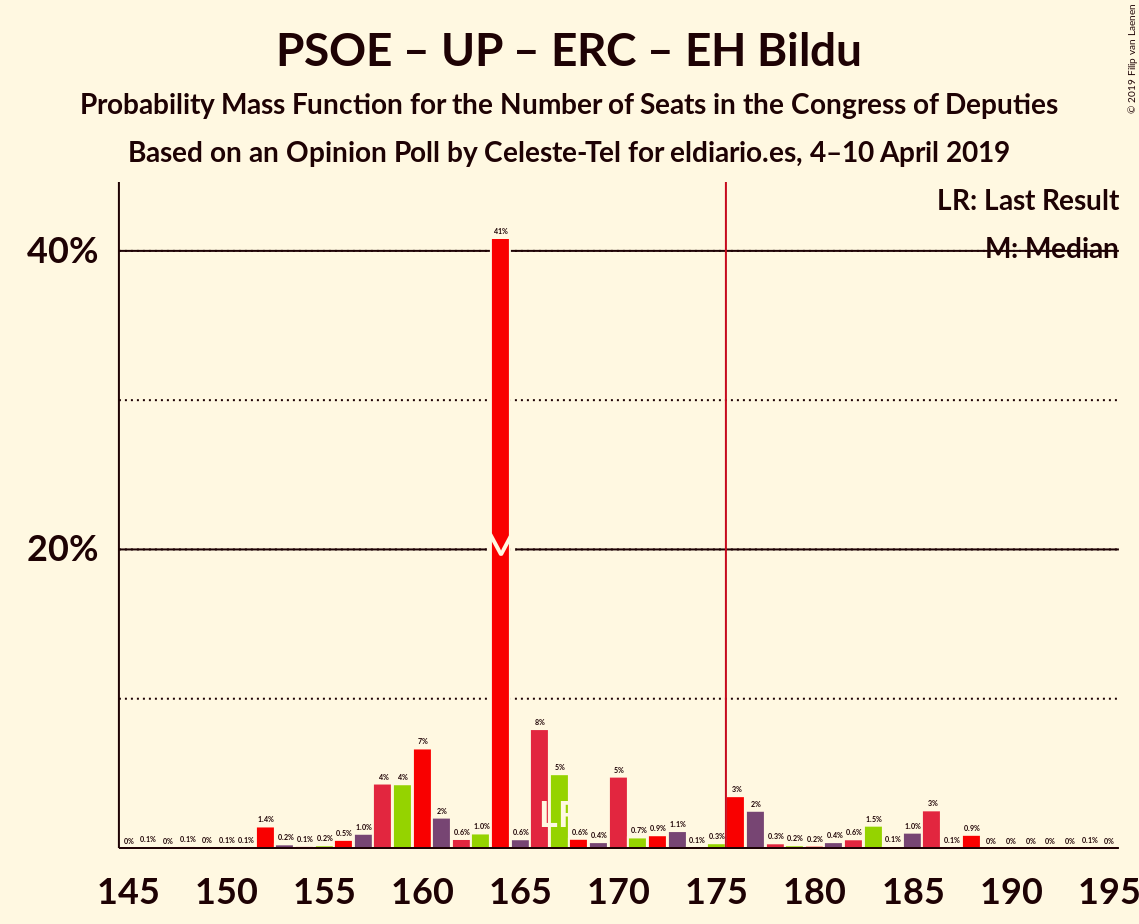 PSOE – UP – ERC – EH Bildu
Probability Mass Function for the Number of Seats in the Congress of Deputies
Based on an Opinion Poll by Celeste-Tel for eldiario.es, 4–10 April 2019
© 2019 Filip van Laenen
LR: Last Result
M: Median
40%
20%
0% 0.1% 0% 0.1% 0% 0.1% 0.1% 1.4% 0.2% 0.1% 0.2% 0.5% 1.0% 4% 4% 7% 2% 0.6% 1.0% 41% 0.6% 8% 5% 0.6% 0.4% 5% 0.7% 0.9% 1.1% 0.1% 0.3% 3% 2% 0.3% 0.2% 0.2% 0.4% 0.6% 1.5% 0.1% 1.0% 3% 0.1% 0.9% 0% 0% 0% 0% 0% 0.1% 0%
M
LR
145 150 155 160 165 170 175 180 185 190 195